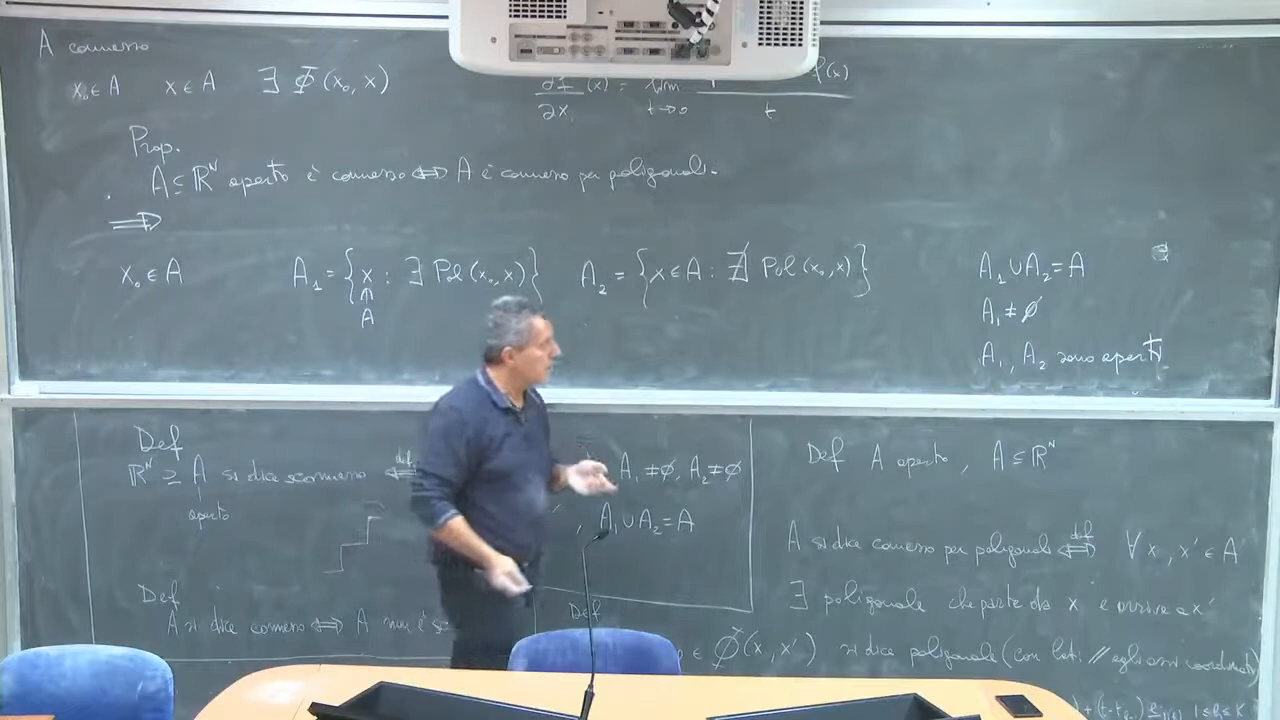 A connesso
x₀ ∈ A x ∈ A ∃ Φ(x₀, x)
(x) = lim f(x)
∂x t→0 t
Prop.
A ⊆ ℝᴺ aperto è connesso ⟺ A è connesso per poligonali.
⟹
x₀ ∈ A A₁ = {x : ∃ Pol(x₀, x)} A₂ = {x ∈ A : ∄ Pol(x₀, x)} A₁ ∪ A₂ = A
A
A₁ ≠ ∅
A₁, A₂ sono aperti
Def
ℝᴺ ⊇ A si dice sconnesso ⟺ def A₁ ≠ ∅, A₂ ≠ ∅
aperto
, A₁ ∪ A₂ = A
Def
A si dice connesso ⟺ A non è
Def
Def A aperto, A ⊆ ℝᴺ
A si dice connesso per poligonali ⟺ def ∀ x, x' ∈ A
∃ poligonale che parte da x e arriva a x'
∈ Φ(x, x') si dice poligonale (con lati // agli assi coordinati)